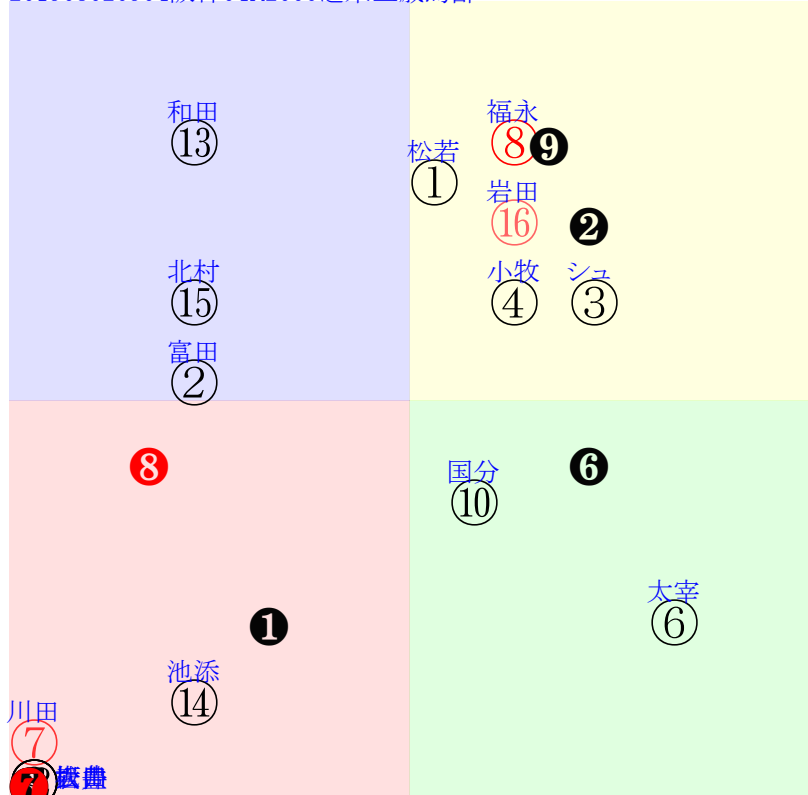 和田
⑬
福永
⑧ ❾
松若
①
岩田
⑯ ❷
北村
⑮
小牧
④
シュ
③
富田
②
❽
国分
⑩
❻
太宰
⑥
❶
池添
⑭
川田
⑦
❼